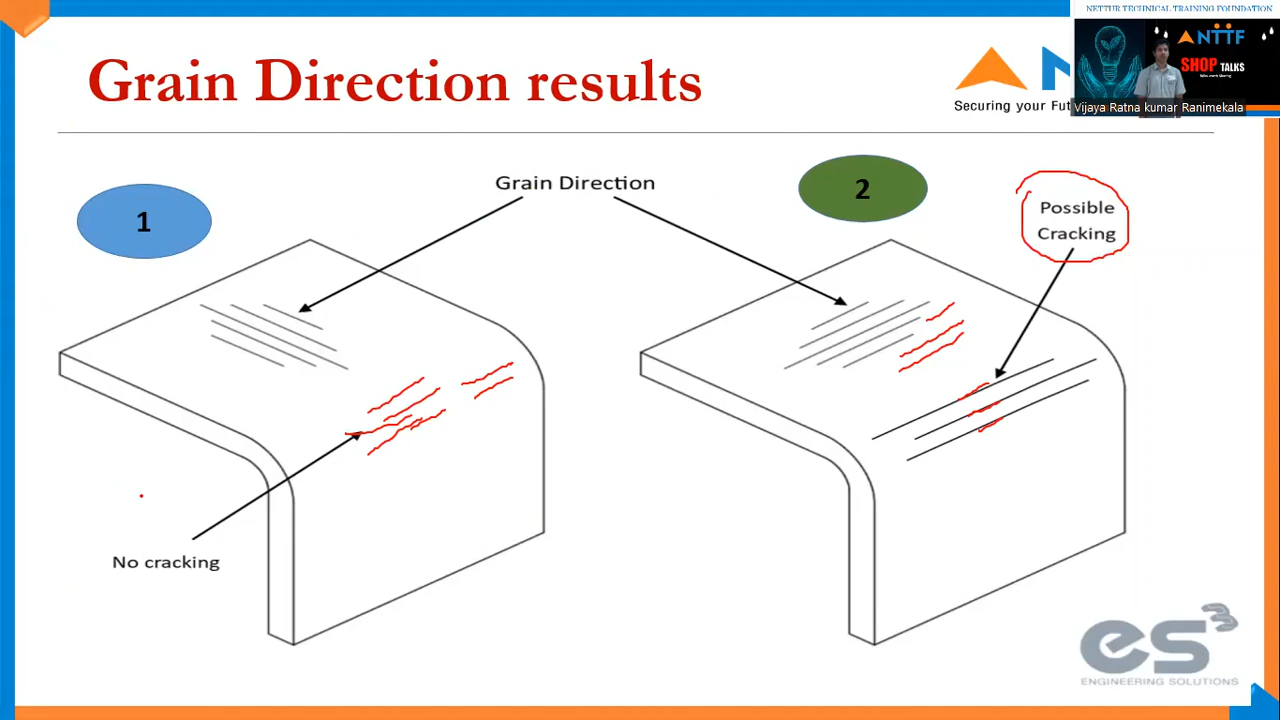 NETTUR TECHNICAL TRAINING FOUNDATION
NTTF
SHOP TALKS
Vijaya Ratna kumar Ranimekala
Grain Direction results
N
Securing your Fut
1
Grain Direction
2
Possible
Cracking
No cracking
es3
ENGINEERING SOLUTIONS